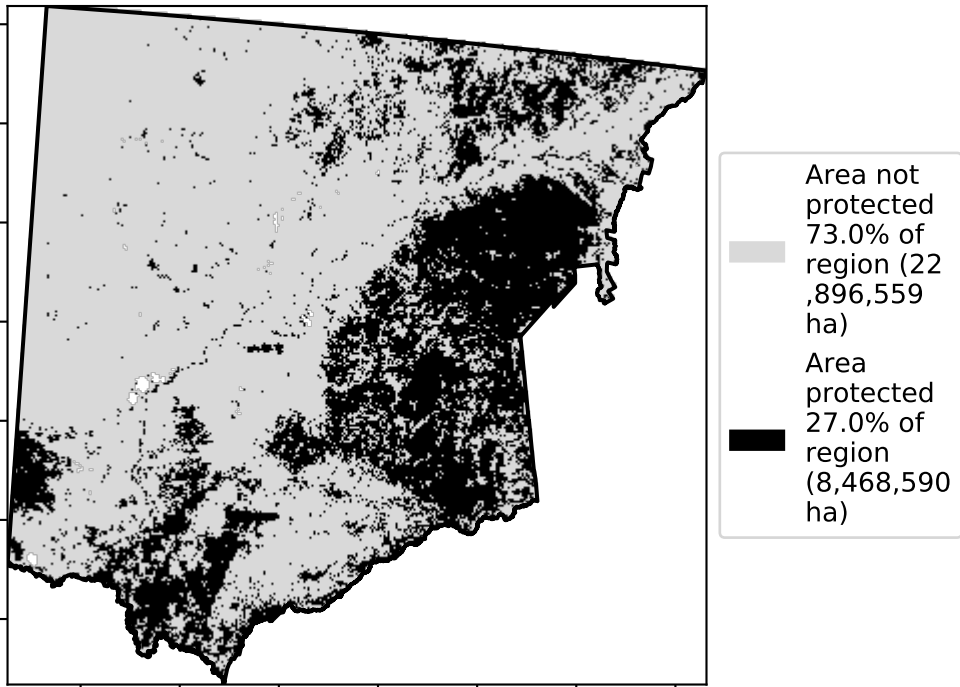 Area not
protected
73.0% of
region (22
,896,559
ha)
Area
protected
27.0% of
region
(8,468,590
ha)